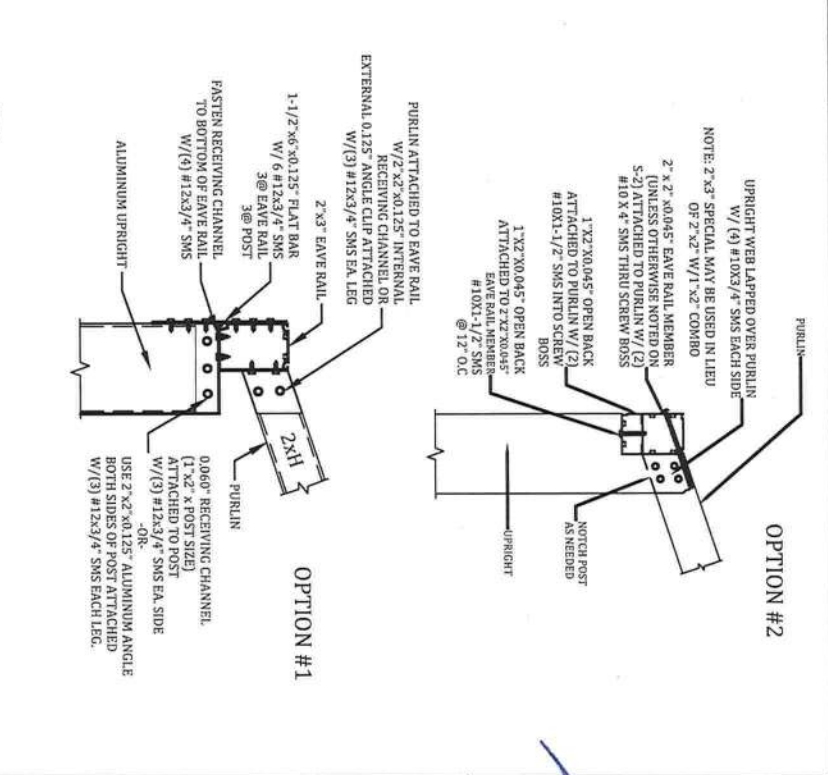 PURLIN
UPRIGHT WEB LAPPED OVER PURLIN
W/ (4) #10X3/4" SMS EACH SIDE
NOTE: 2"x3" SPECIAL MAY BE USED IN LIEU
OF 2"x2" W/1"x2" COMBO
2" x 2" x0.045" EAVE RAIL MEMBER
(UNLESS OTHERWISE NOTED ON
S-2) ATTACHED TO PURLIN W/ (2)
#10 X 4" SMS THRU SCREW BOSS
1"X2"X0.045" OPEN BACK
ATTACHED TO PURLIN W/ (2)
#10X1-1/2" SMS INTO SCREW
BOSS
1"X2"X0.045" OPEN BACK
ATTACHED TO 2"X2"X0.045"
EAVE RAIL MEMBER
#10X1-1/2" SMS
@ 12" O.C
NOTCH POST
AS NEEDED
UPRIGHT
OPTION #2
PURLIN ATTACHED TO EAVE RAIL
W/2"x2"x0.125" INTERNAL
RECEIVING CHANNEL OR
EXTERNAL 0.125" ANGLE CLIP ATTACHED
W/(3) #12x3/4" SMS EA. LEG
2"x3" EAVE RAIL
1-1/2"x6"x0.125" FLAT BAR
W/ 6 #12x3/4" SMS
3@ EAVE RAIL
3@ POST
FASTEN RECEIVING CHANNEL
TO BOTTOM OF EAVE RAIL
W/(4) #12x3/4" SMS
ALUMINUM UPRIGHT
2xH
PURLIN
0.060" RECEIVING CHANNEL
(1"x2" x POST SIZE)
ATTACHED TO POST
W/(3) #12x3/4" SMS EA. SIDE
-OR-
USE 2"x2"x0.125" ALUMINUM ANGLE
BOTH SIDES OF POST ATTACHED
W/(3) #12x3/4" SMS EACH LEG.
OPTION #1